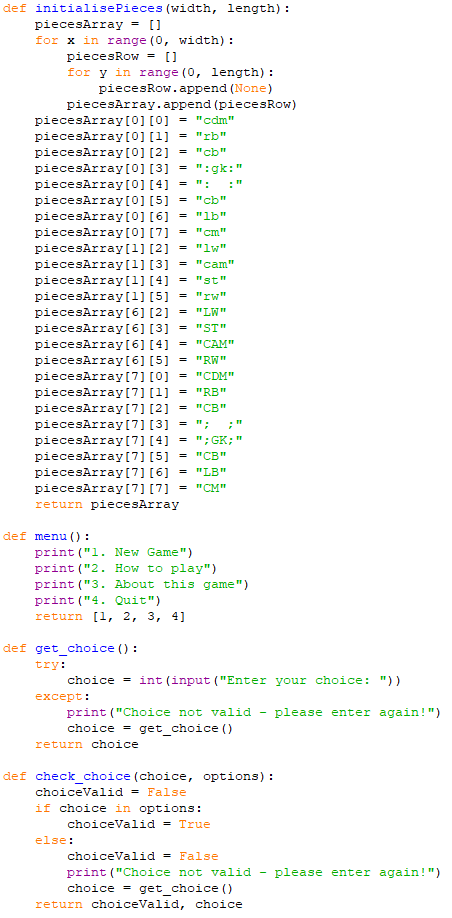 def initialisePieces(width, length):
    piecesArray = []
    for x in range(0, width):
        piecesRow = []
        for y in range(0, length):
            piecesRow.append(None)
        piecesArray.append(piecesRow)
    piecesArray[0][0] = "cdm"
    piecesArray[0][1] = "rb"
    piecesArray[0][2] = "cb"
    piecesArray[0][3] = ":gk:"
    piecesArray[0][4] = ":  :"
    piecesArray[0][5] = "cb"
    piecesArray[0][6] = "lb"
    piecesArray[0][7] = "cm"
    piecesArray[1][2] = "lw"
    piecesArray[1][3] = "cam"
    piecesArray[1][4] = "st"
    piecesArray[1][5] = "rw"
    piecesArray[6][2] = "LW"
    piecesArray[6][3] = "ST"
    piecesArray[6][4] = "CAM"
    piecesArray[6][5] = "RW"
    piecesArray[7][0] = "CDM"
    piecesArray[7][1] = "RB"
    piecesArray[7][2] = "CB"
    piecesArray[7][3] = ";  ;"
    piecesArray[7][4] = ";GK;"
    piecesArray[7][5] = "CB"
    piecesArray[7][6] = "LB"
    piecesArray[7][7] = "CM"
    return piecesArray

def menu():
    print("1. New Game")
    print("2. How to play")
    print("3. About this game")
    print("4. Quit")
    return [1, 2, 3, 4]

def get_choice():
    try:
        choice = int(input("Enter your choice: "))
    except:
        print("Choice not valid - please enter again!")
        choice = get_choice()
    return choice

def check_choice(choice, options):
    choiceValid = False
    if choice in options:
        choiceValid = True
    else:
        choiceValid = False
        print("Choice not valid - please enter again!")
        choice = get_choice()
    return choiceValid, choice